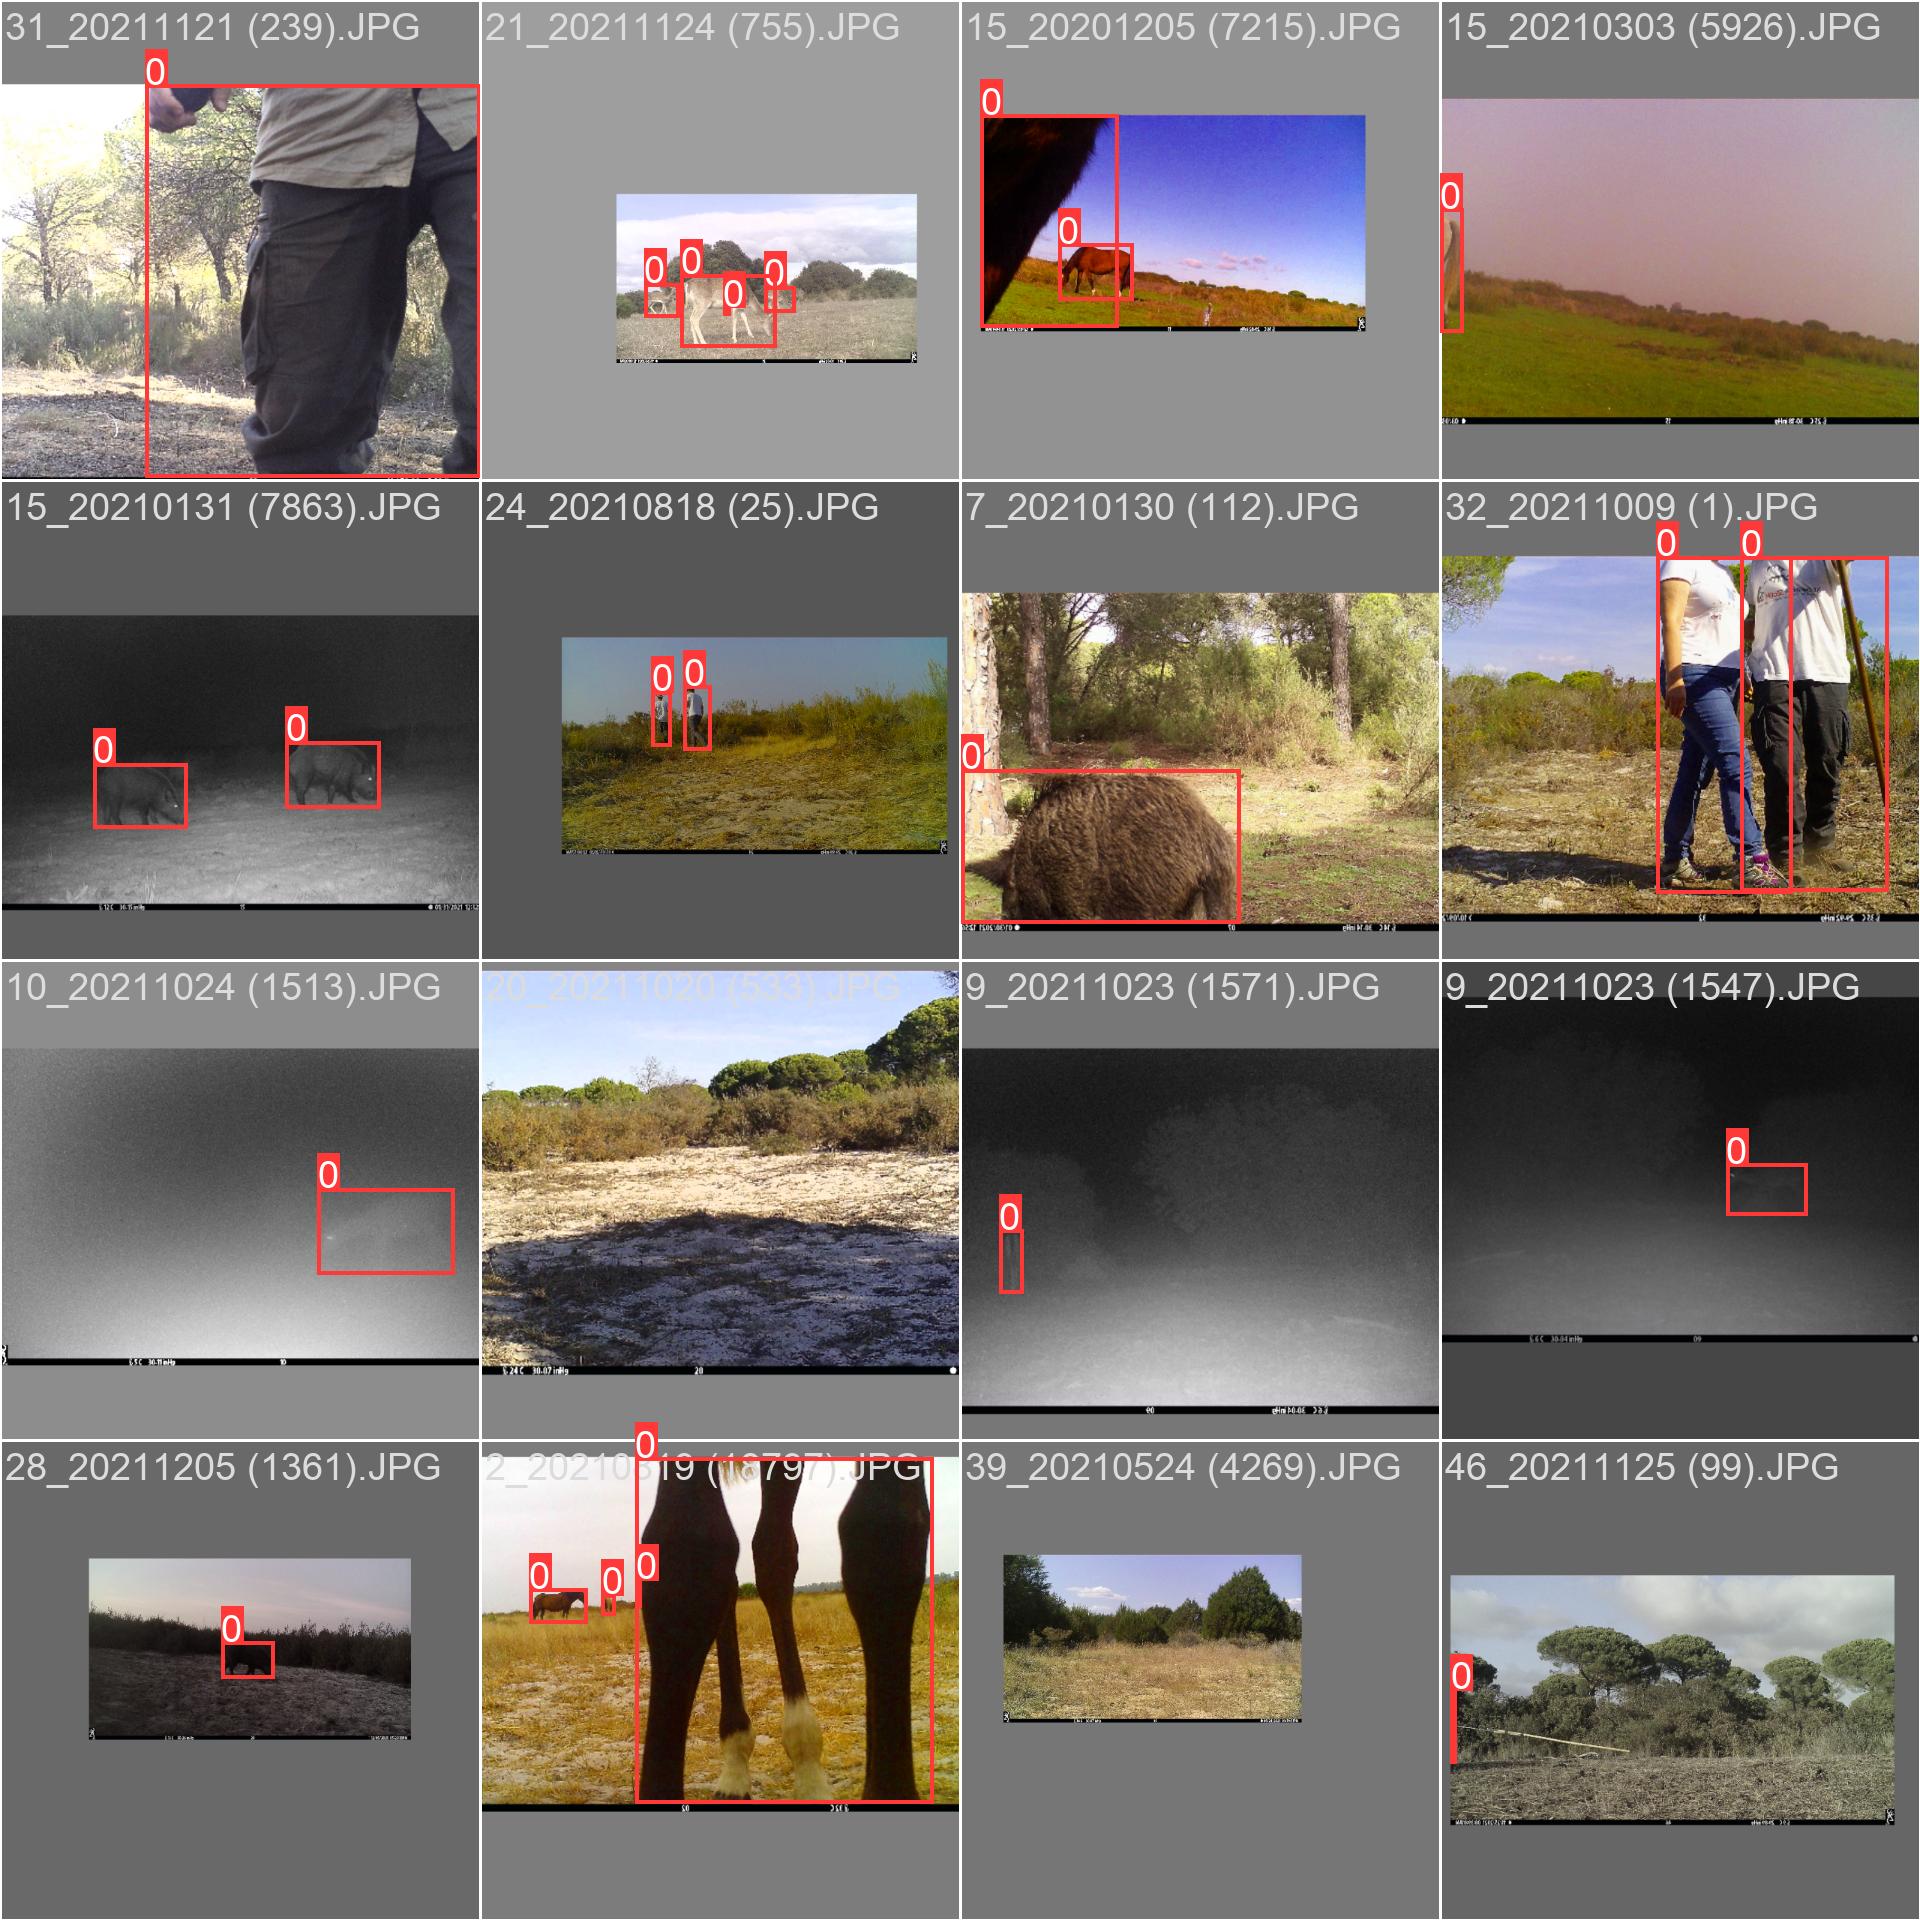 31_20211121 (239).JPG
21_20211124 (755).JPG
15_20201205 (7215).JPG
15_20210303 (5926).JPG
0
0
0
0
0
0
0
0
15_20210131 (7863).JPG
24_20210818 (25).JPG
7_20210130 (112).JPG
32_20211009 (1).JPG
0
0
0
0
0
0
0
10_20211024 (1513).JPG
20_20211020 (533).JPG
9_20211023 (1571).JPG
9_20211023 (1547).JPG
0
0
0
28_20211205 (1361).JPG
39_20210524 (4269).JPG
46_20211125 (99).JPG
0
0
0
0
0
0